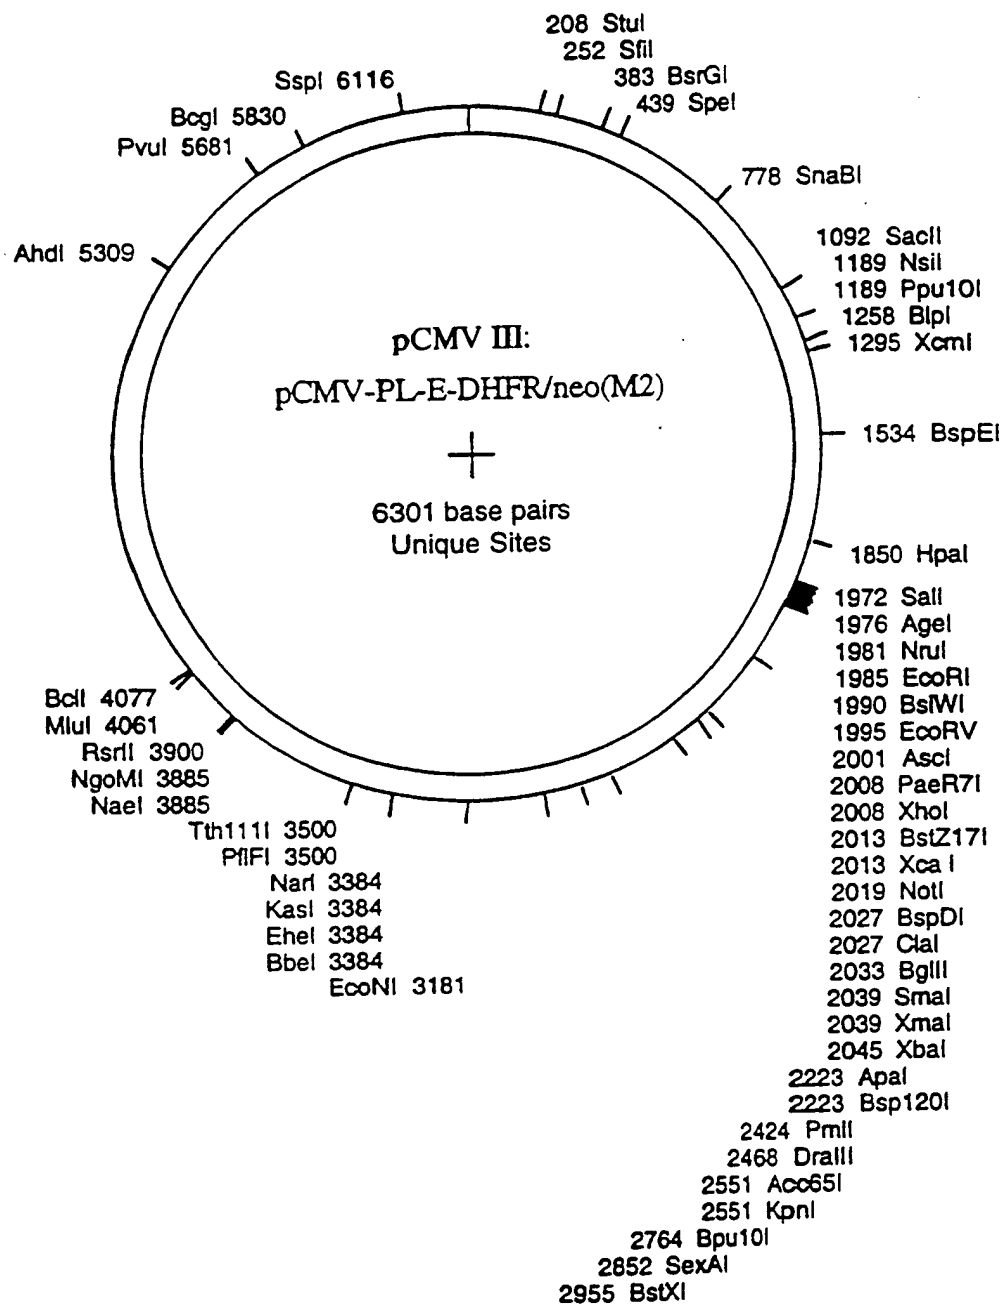 208 StuI
252 SfiI
383 BsrGI
439 SpeI
778 SnaBI
1092 SacII
1189 NsiI
1189 Ppu10I
1258 BlpI
1295 XcmI
1534 BspEI
1850 HpaI
1972 SalI
1976 AgeI
1981 NruI
1985 EcoRI
1990 BsiWI
1995 EcoRV
2001 AscI
2008 PaeR7I
2008 XhoI
2013 BstZ17I
2013 Xca I
2019 NotI
2027 BspDI
2027 ClaI
2033 BglII
2039 SmaI
2039 XmaI
2045 XbaI
2223 ApaI
2223 Bsp120I
2424 PmlI
2468 DraIII
2551 Acc65I
2551 KpnI
2764 Bpu10I
2852 SexAI
2955 BstXI
SspI 6116
BcgI 5830
PvuI 5681
AhdI 5309
pCMV III:
pCMV-PL-E-DHFR/neo(M2)
6301 base pairs
Unique Sites
BclI 4077
MluI 4061
RsrII 3900
NgoMI 3885
NaeI 3885
Tth111I 3500
PflFI 3500
NarI 3384
KasI 3384
EheI 3384
BbeI 3384
EcoNI 3181